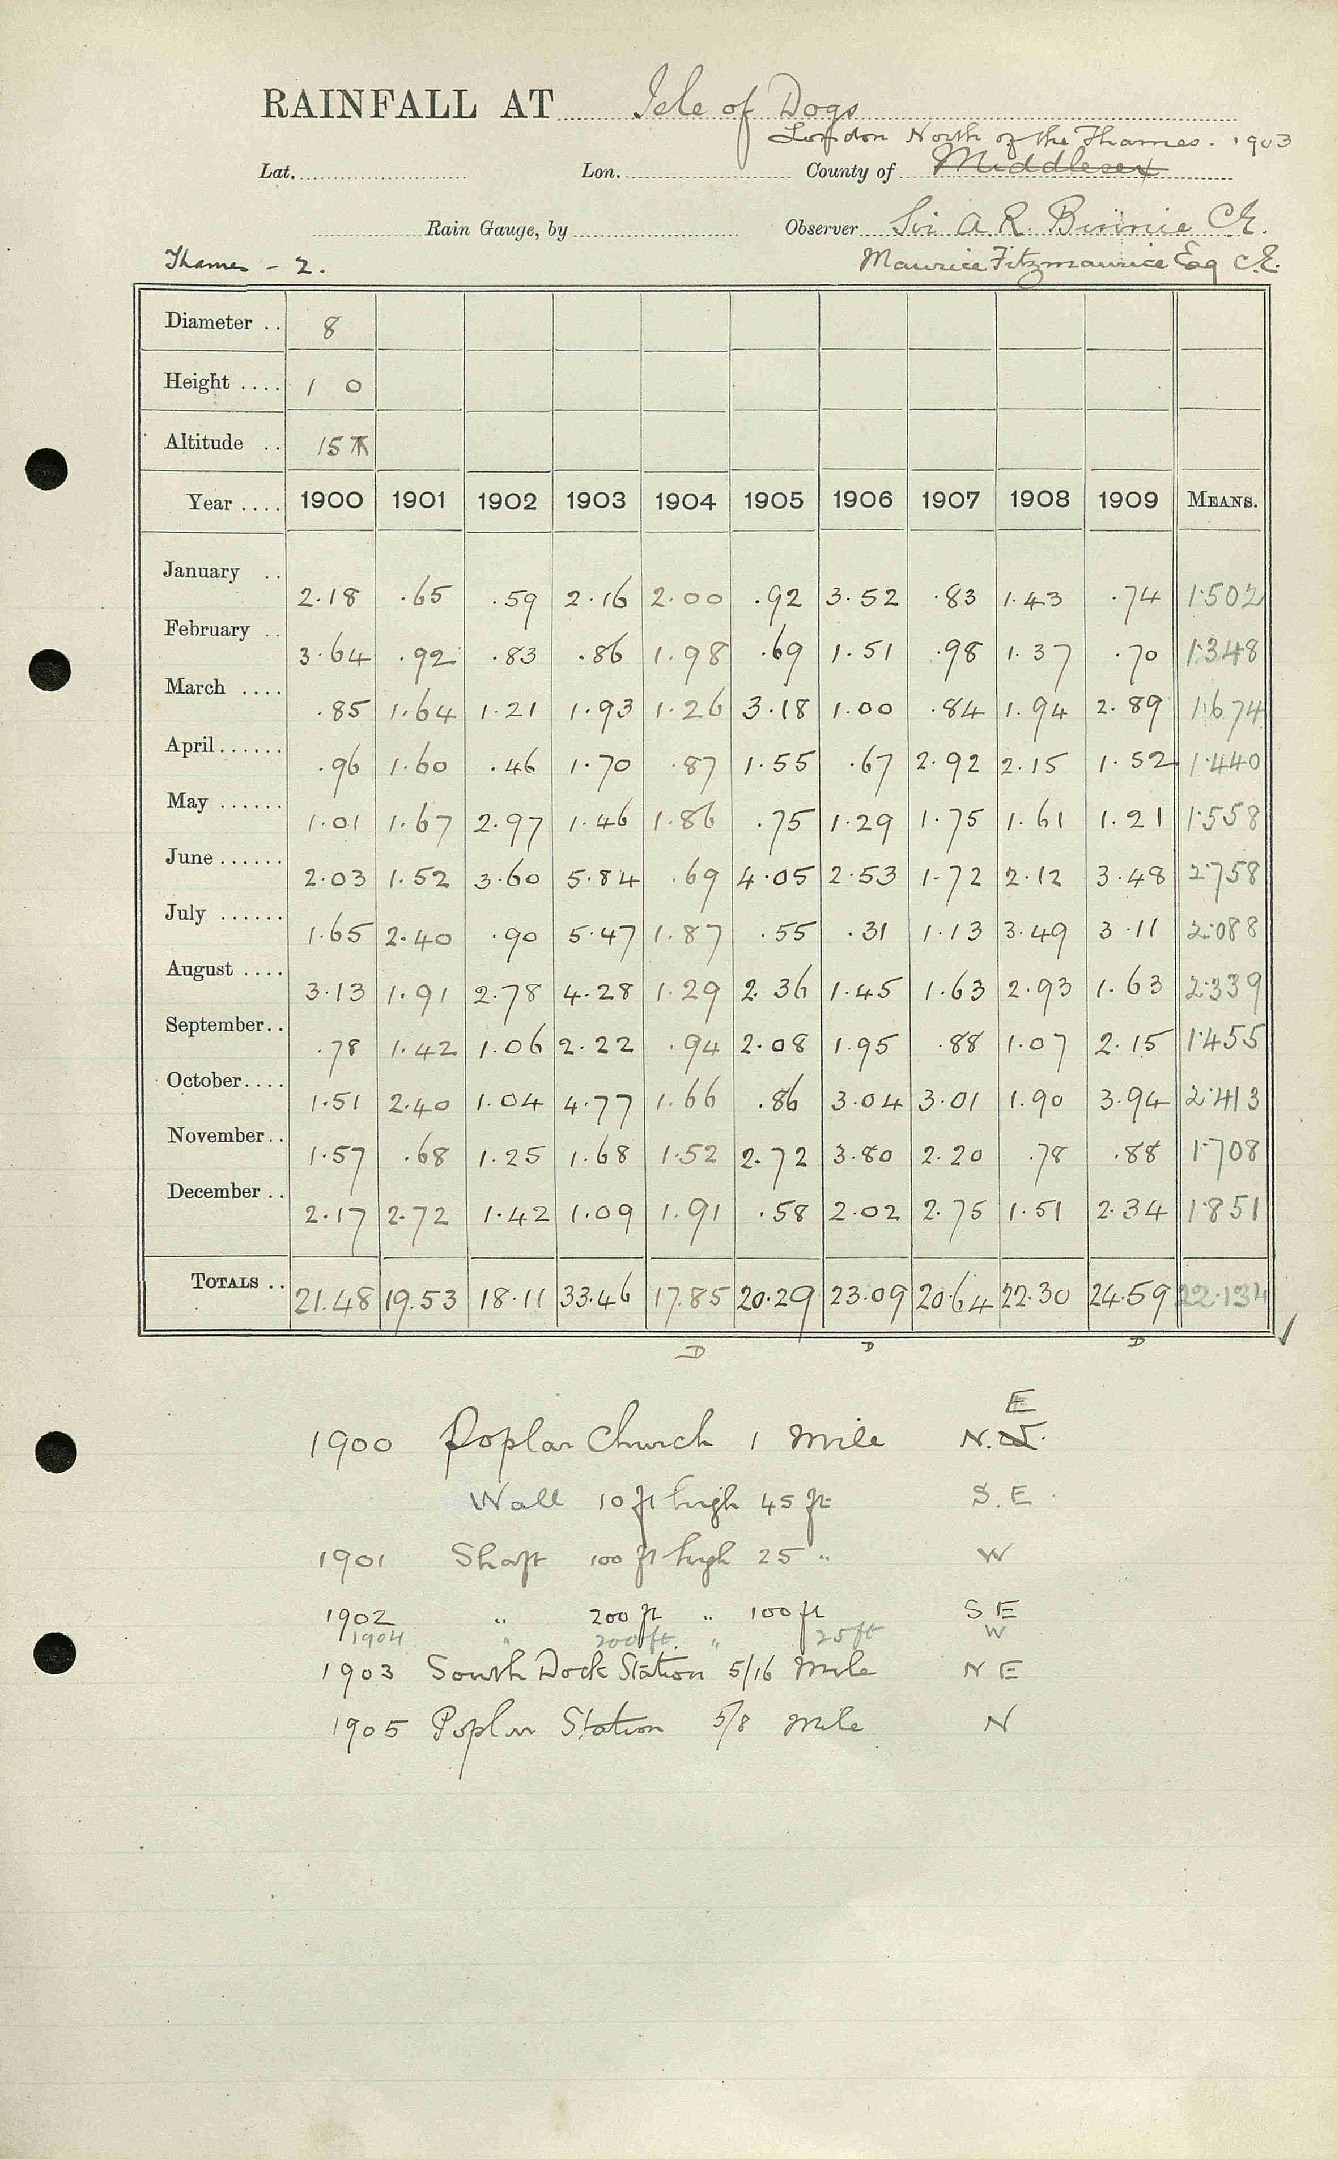 RAINFALL AT Isle of Dogs
London North of the Thames. 1903
Lat. Lon. County of Middlesex
Rain Gauge, by Observer Sir A. R. Binnie C.E.
Thames - 2. Maurice Fitzmaurice Esq C.E.
Diameter .. 8
Height .... 1 0
Altitude .. 15
Year .... 1900 1901 1902 1903 1904 1905 1906 1907 1908 1909 MEANS.
January .. 2.18 .65 .59 2.16 2.00 .92 3.52 .83 1.43 .74 1.502
February .. 3.64 .92 .83 .86 1.98 .69 1.51 .98 1.37 .70 1.348
March .... .85 1.64 1.21 1.93 1.26 3.18 1.00 .84 1.94 2.89 1.674
April ...... .96 1.60 .46 1.70 .87 1.55 .67 2.92 2.15 1.52 1.440
May ...... 1.01 1.67 2.97 1.46 1.86 .75 1.29 1.75 1.61 1.21 1.558
June ...... 2.03 1.52 3.60 5.84 .69 4.05 2.53 1.72 2.12 3.48 2.758
July ...... 1.65 2.40 .90 5.47 1.87 .55 .31 1.13 3.49 3.11 2.088
August .... 3.13 1.91 2.78 4.28 1.29 2.36 1.45 1.63 2.93 1.63 2.339
September .. .78 1.42 1.06 2.22 .94 2.08 1.95 .88 1.07 2.15 1.455
October .... 1.51 2.40 1.04 4.77 1.66 .86 3.04 3.01 1.90 3.94 2.413
November .. 1.57 .68 1.25 1.68 1.52 2.72 3.80 2.20 .78 .88 1.708
December .. 2.17 2.72 1.42 1.09 1.91 .58 2.02 2.75 1.51 2.34 1.851
TOTALS .. 21.48 19.53 18.11 33.46 17.85 20.29 23.09 20.64 22.30 24.59 22.134
D D D
E
1900 Poplar Church 1 Mile N.W.
Wall 10 ft high 45 ft S.E.
1901 Shaft 100 ft high 25 " W
1902 " 200 ft " 100 ft S E
1904 " 200 ft. " 25 ft W
1903 South Dock Station 5/16 Mile N E
1905 Poplar Station 5/8 mile N